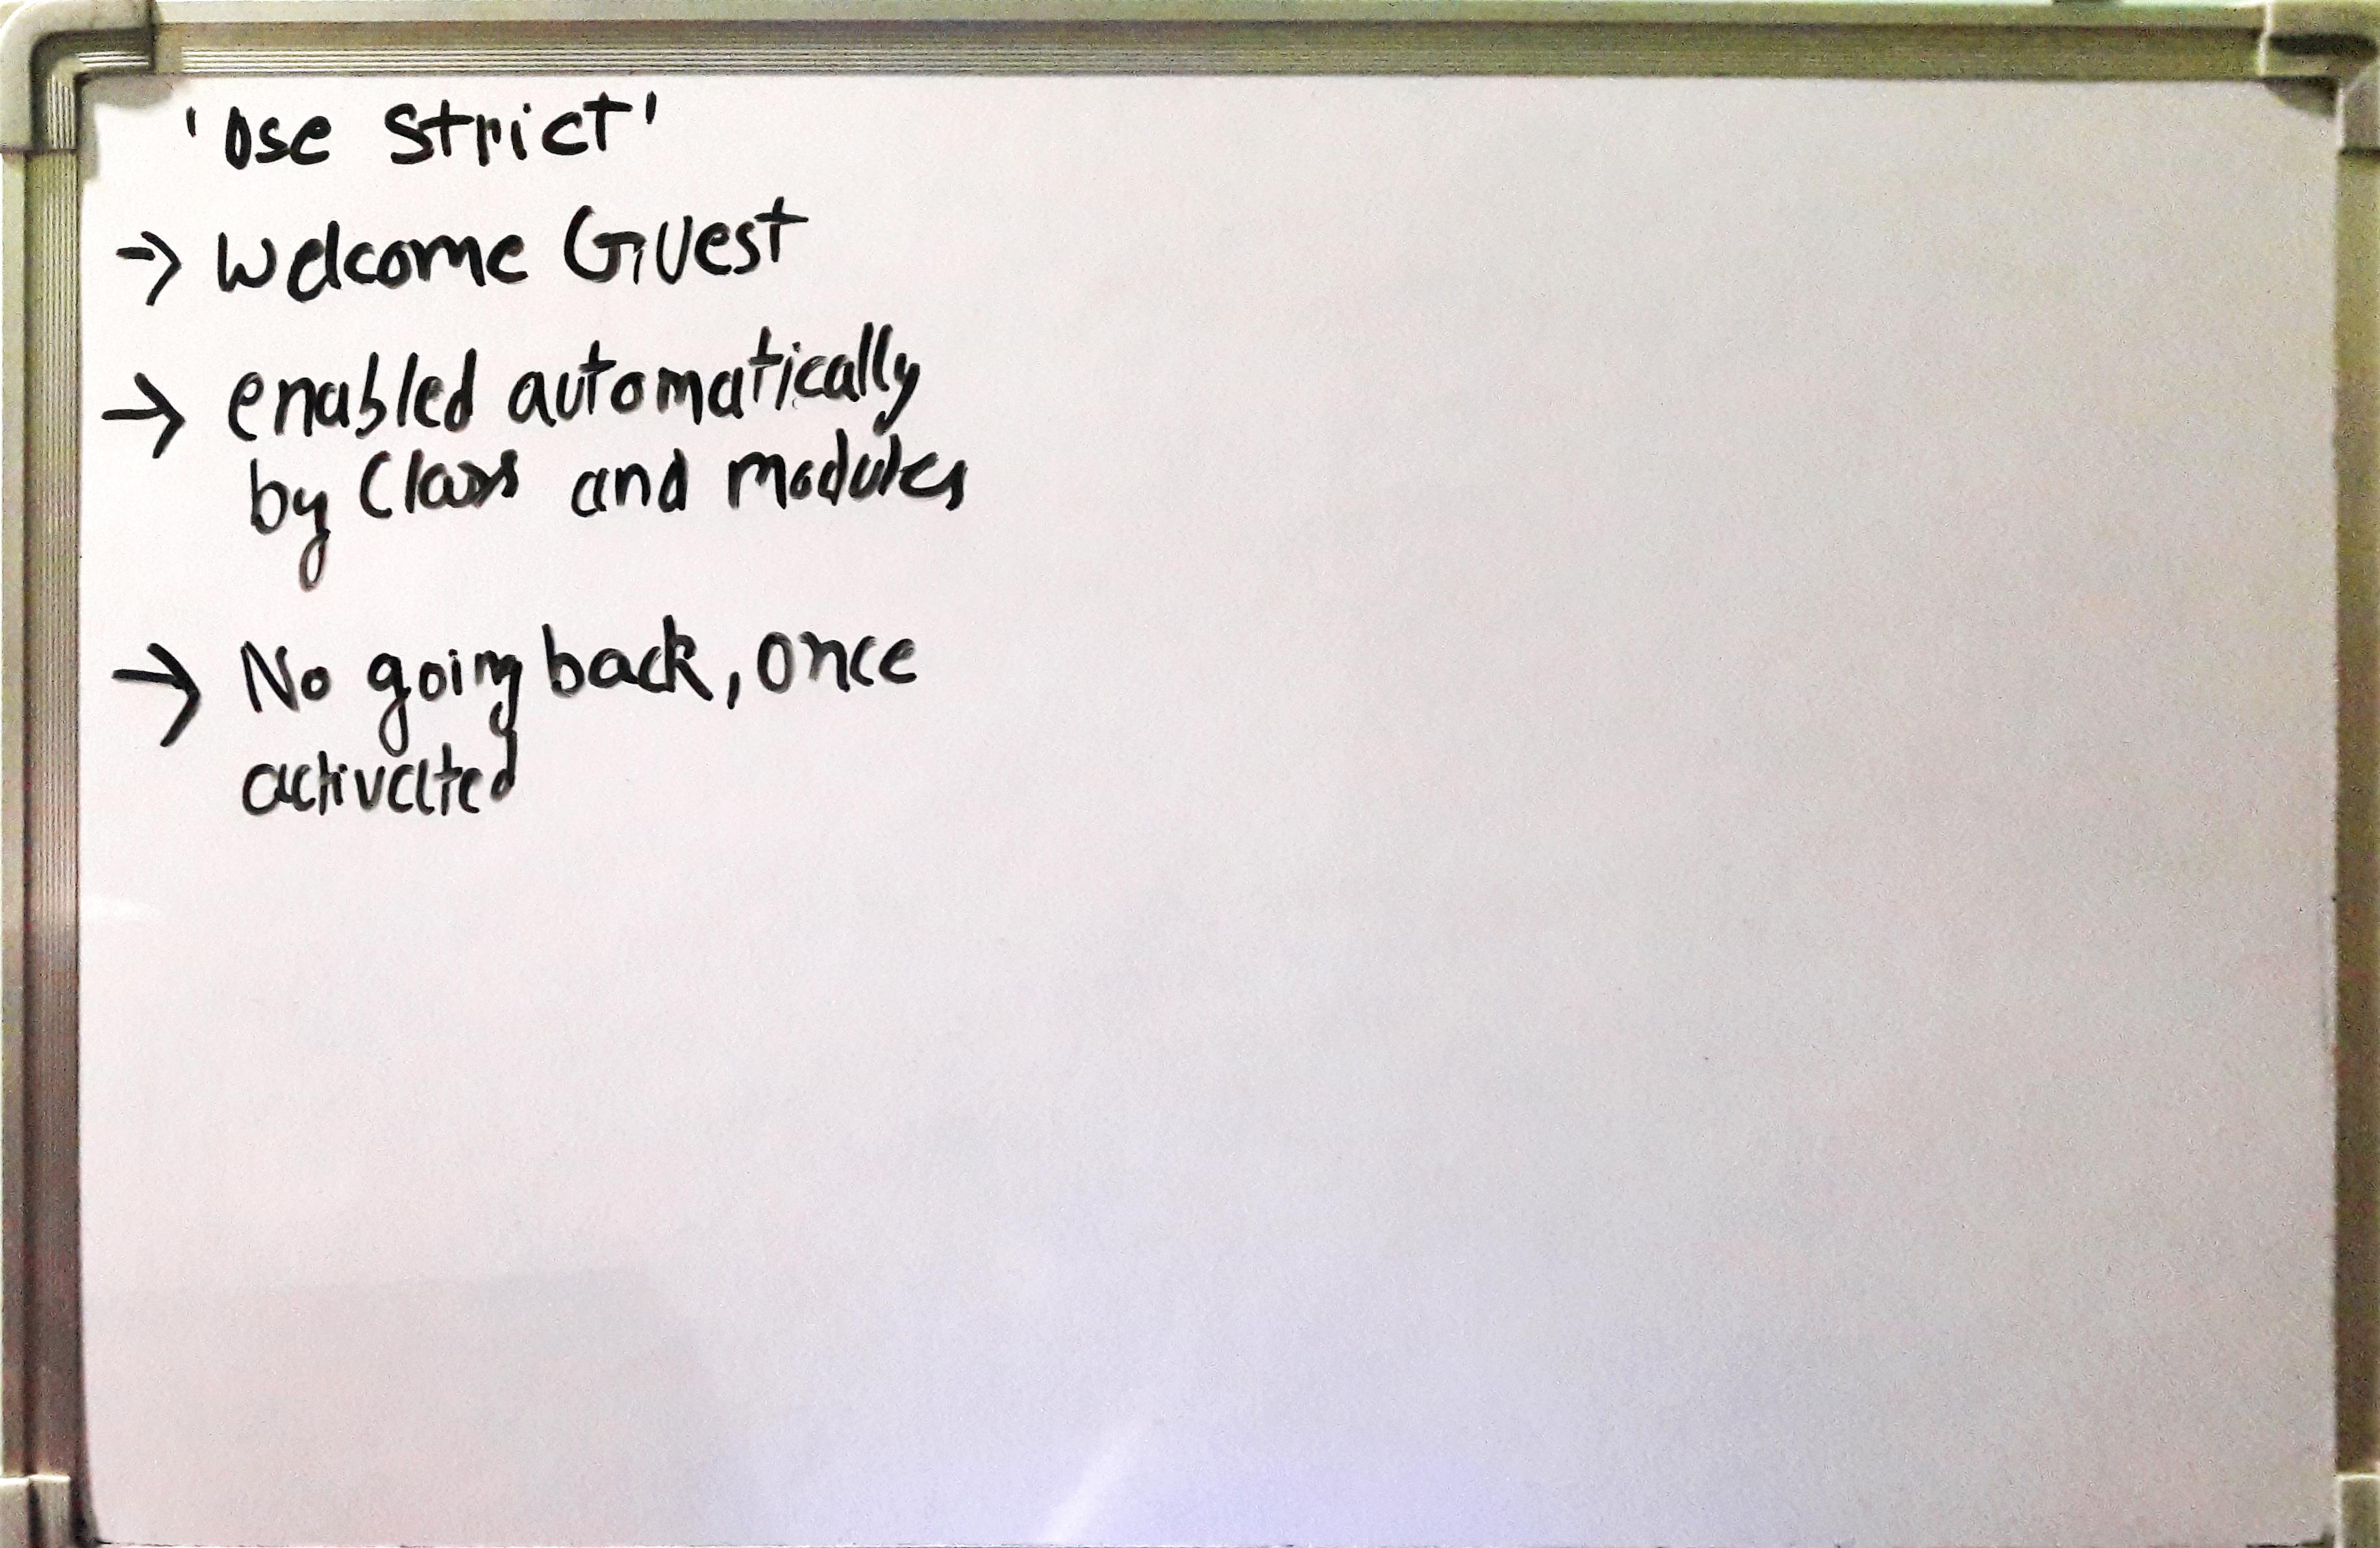 'Use Strict'
→ Welcome Guest
→ enabled automatically
by Class and modules
→ No going back, once
activated